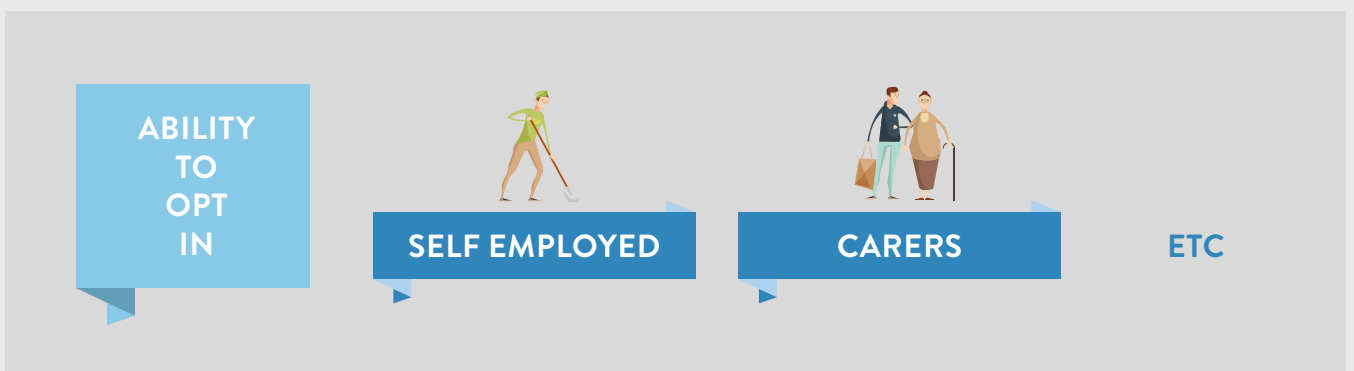 ABILITY
TO
OPT
IN
SELF EMPLOYED
CARERS
ETC